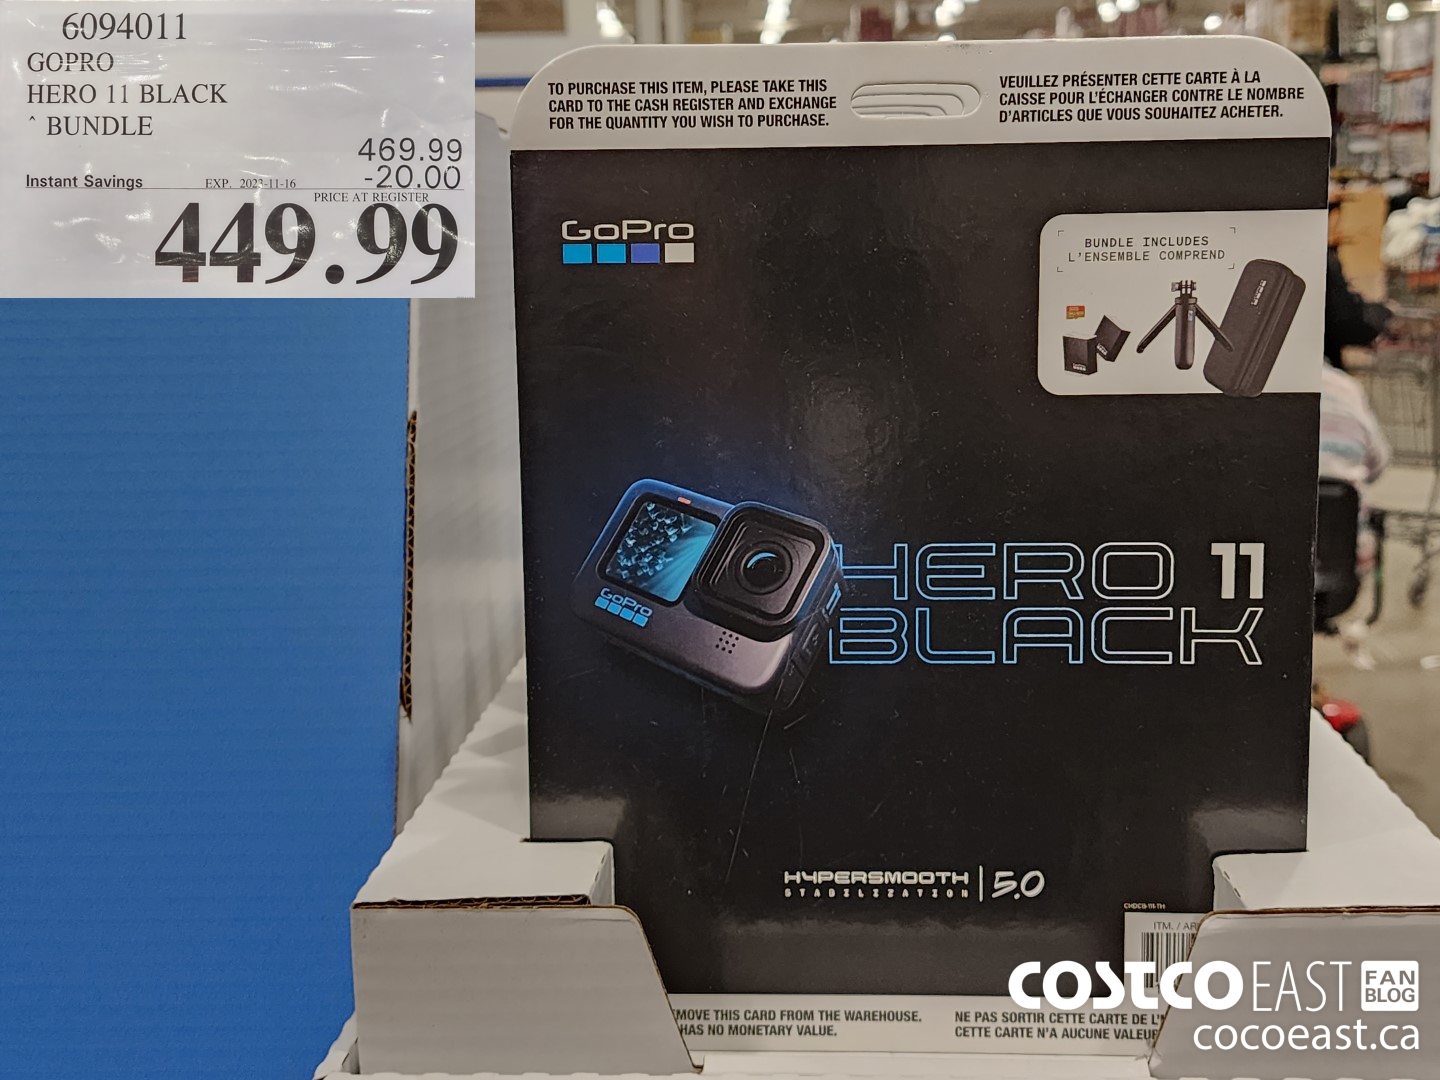 6094011
GOPRO
HERO 11 BLACK
^ BUNDLE
469.99
Instant Savings EXP. 2023-11-16 -20.00
PRICE AT REGISTER
449.99
TO PURCHASE THIS ITEM, PLEASE TAKE THIS
CARD TO THE CASH REGISTER AND EXCHANGE
FOR THE QUANTITY YOU WISH TO PURCHASE.
VEUILLEZ PRÉSENTER CETTE CARTE À LA
CAISSE POUR L'ÉCHANGER CONTRE LE NOMBRE
D'ARTICLES QUE VOUS SOUHAITEZ ACHETER.
GoPro
BUNDLE INCLUDES
L'ENSEMBLE COMPREND
GoPro
HERO 11
BLACK
HYPERSMOOTH
STABILIZATION
5.0
ITM. / AR
MOVE THIS CARD FROM THE WAREHOUSE.
HAS NO MONETARY VALUE.
NE PAS SORTIR CETTE CARTE DE L'
CETTE CARTE N'A AUCUNE VALEUR
COSTCO EAST FAN BLOG
cocoeast.ca